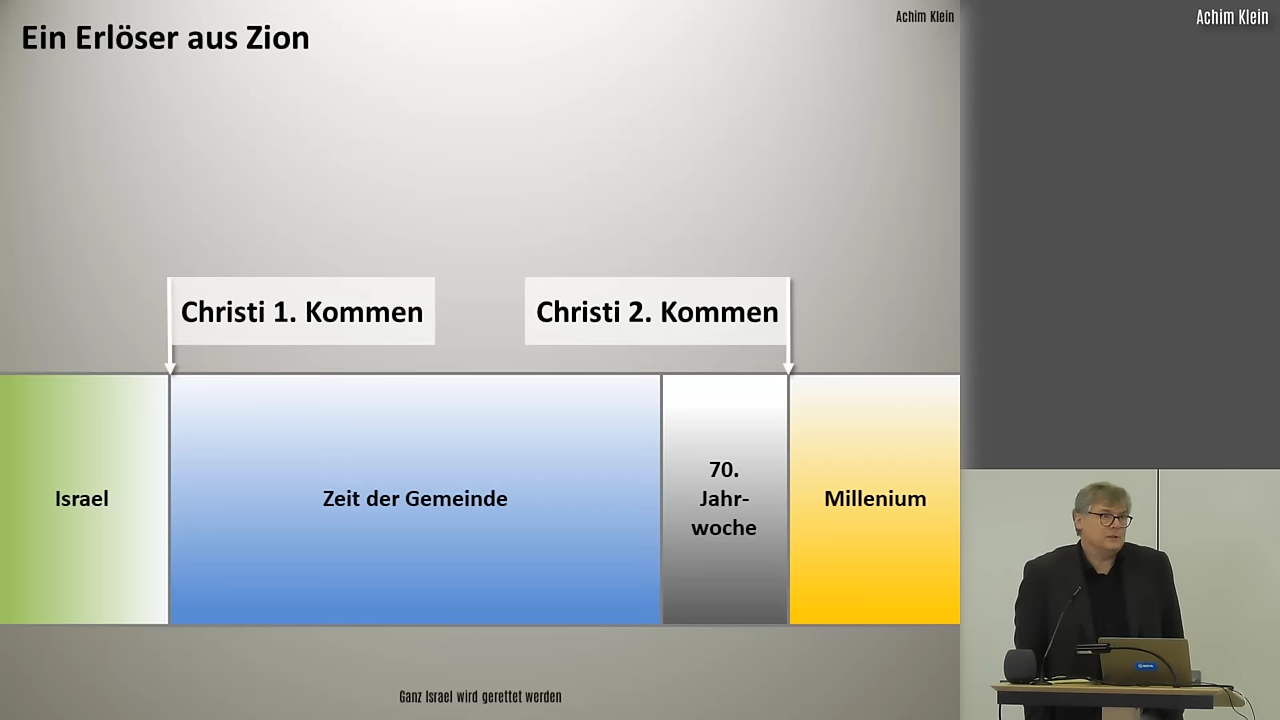 Ein Erlöser aus Zion
Achim Klein
Achim Klein
Christi 1. Kommen
Christi 2. Kommen
Israel
Zeit der Gemeinde
70.
Jahr-
woche
Millenium
Ganz Israel wird gerettet werden